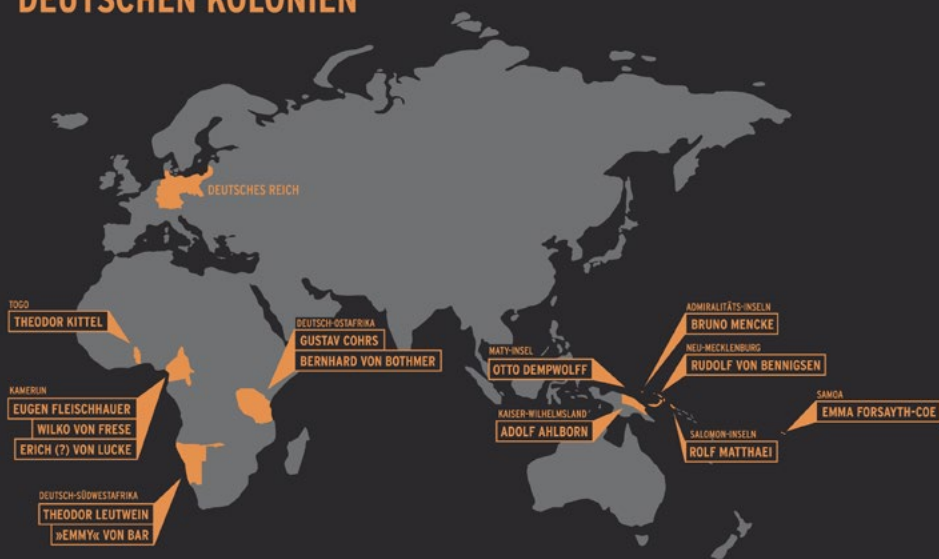 DEUTSCHEN KOLONIEN
DEUTSCHES REICH
TOGO
THEODOR KITTEL
KAMERUN
EUGEN FLEISCHHAUER
WILKO VON FRESE
ERICH (?) VON LUCKE
DEUTSCH-SÜDWESTAFRIKA
THEODOR LEUTWEIN
»EMMY« VON BAR
DEUTSCH-OSTAFRIKA
GUSTAV COHRS
BERNHARD VON BOTHMER
MATY-INSEL
OTTO DEMPWOLFF
KAISER-WILHELMSLAND
ADOLF AHLBORN
ADMIRALITÄTS-INSELN
BRUNO MENCKE
NEU-MECKLENBURG
RUDOLF VON BENNIGSEN
SALOMON-INSELN
ROLF MATTHAEI
SAMOA
EMMA FORSAYTH-COE